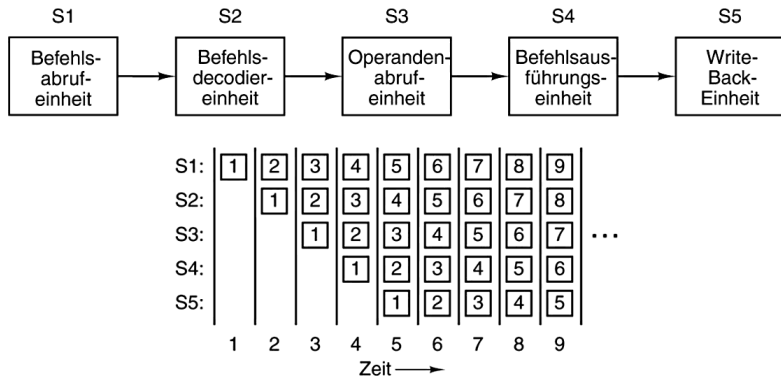 S1 S2 S3 S4 S5
Befehls-
abruf-
einheit
Befehls-
decodier-
einheit
Operanden-
abruf-
einheit
Befehlsaus-
führungs-
einheit
Write-
Back-
Einheit
S1: 1 2 3 4 5 6 7 8 9
S2: 1 2 3 4 5 6 7 8
S3: 1 2 3 4 5 6 7 ...
S4: 1 2 3 4 5 6
S5: 1 2 3 4 5
1 2 3 4 5 6 7 8 9
Zeit